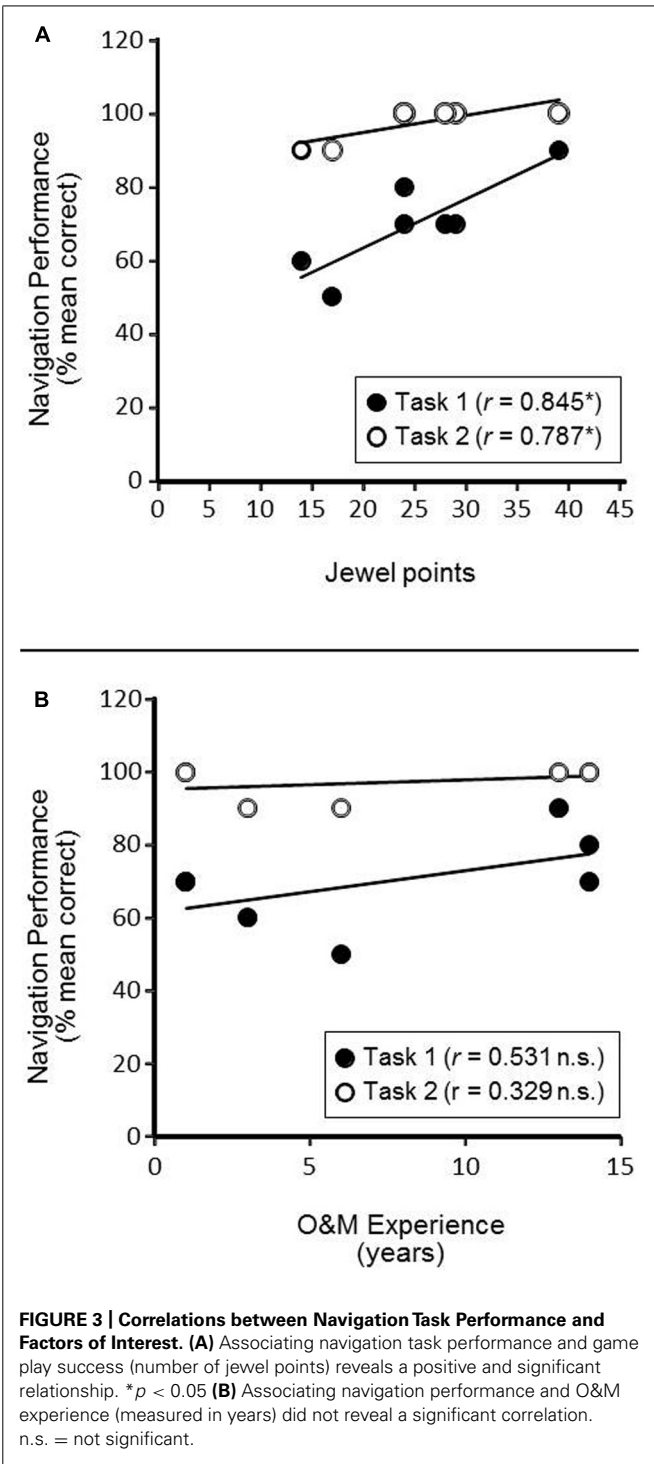 A
120
100
80
60
40
20
0
Navigation Performance
(% mean correct)
Task 1 (r = 0.845*)
Task 2 (r = 0.787*)
0 5 10 15 20 25 30 35 40 45
Jewel points
B
120
100
80
60
40
20
0
Navigation Performance
(% mean correct)
Task 1 (r = 0.531 n.s.)
Task 2 (r = 0.329 n.s.)
0 5 10 15
O&M Experience
(years)
FIGURE 3 | Correlations between Navigation Task Performance and
Factors of Interest. (A) Associating navigation task performance and game
play success (number of jewel points) reveals a positive and significant
relationship. *p < 0.05 (B) Associating navigation performance and O&M
experience (measured in years) did not reveal a significant correlation.
n.s. = not significant.